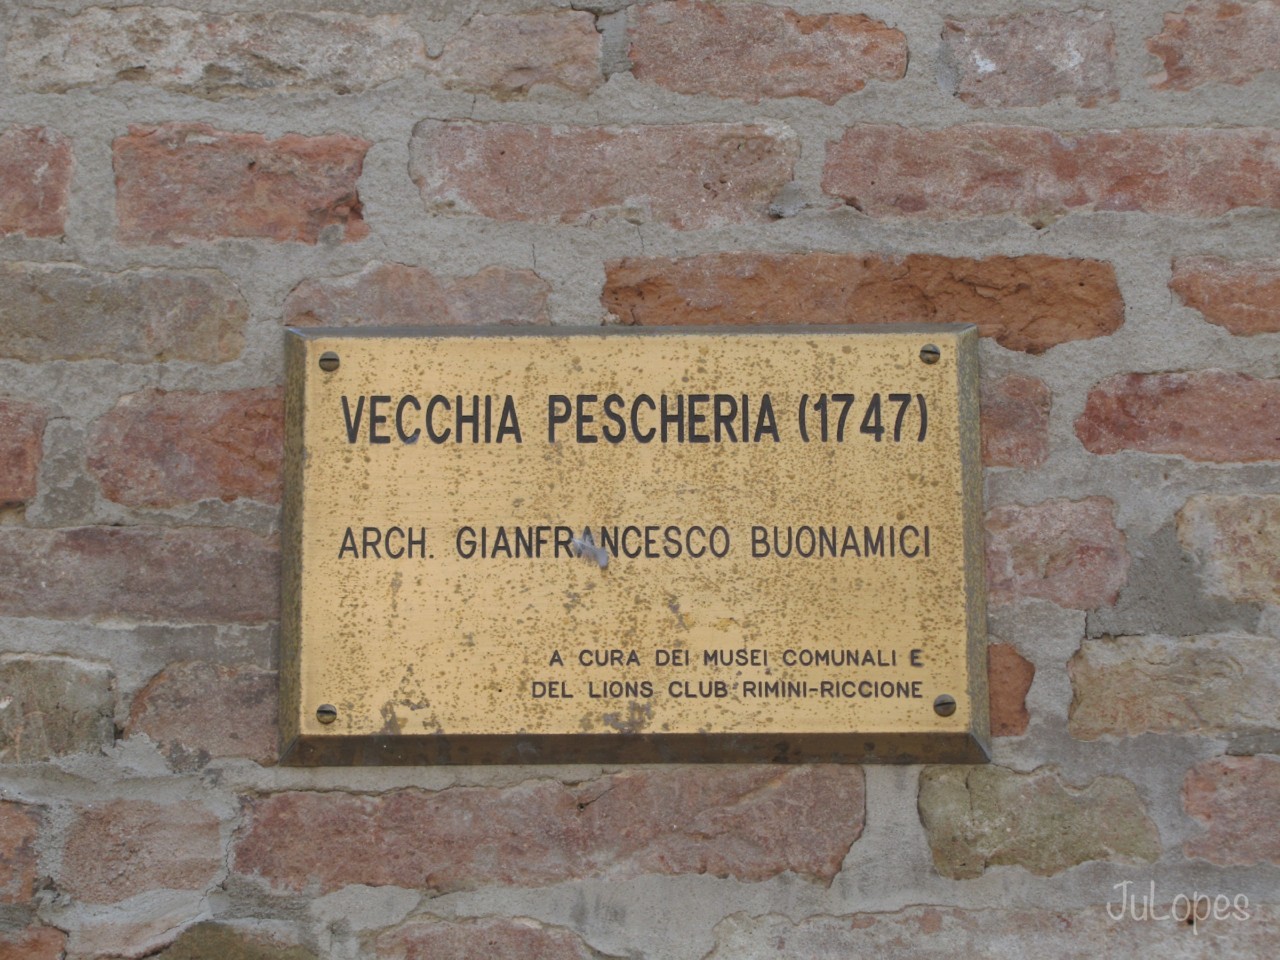 VECCHIA PESCHERIA (1747)
ARCH. GIANFRANCESCO BUONAMICI
A CURA DEI MUSEI COMUNALI E
DEL LIONS CLUB RIMINI-RICCIONE
JuLopes